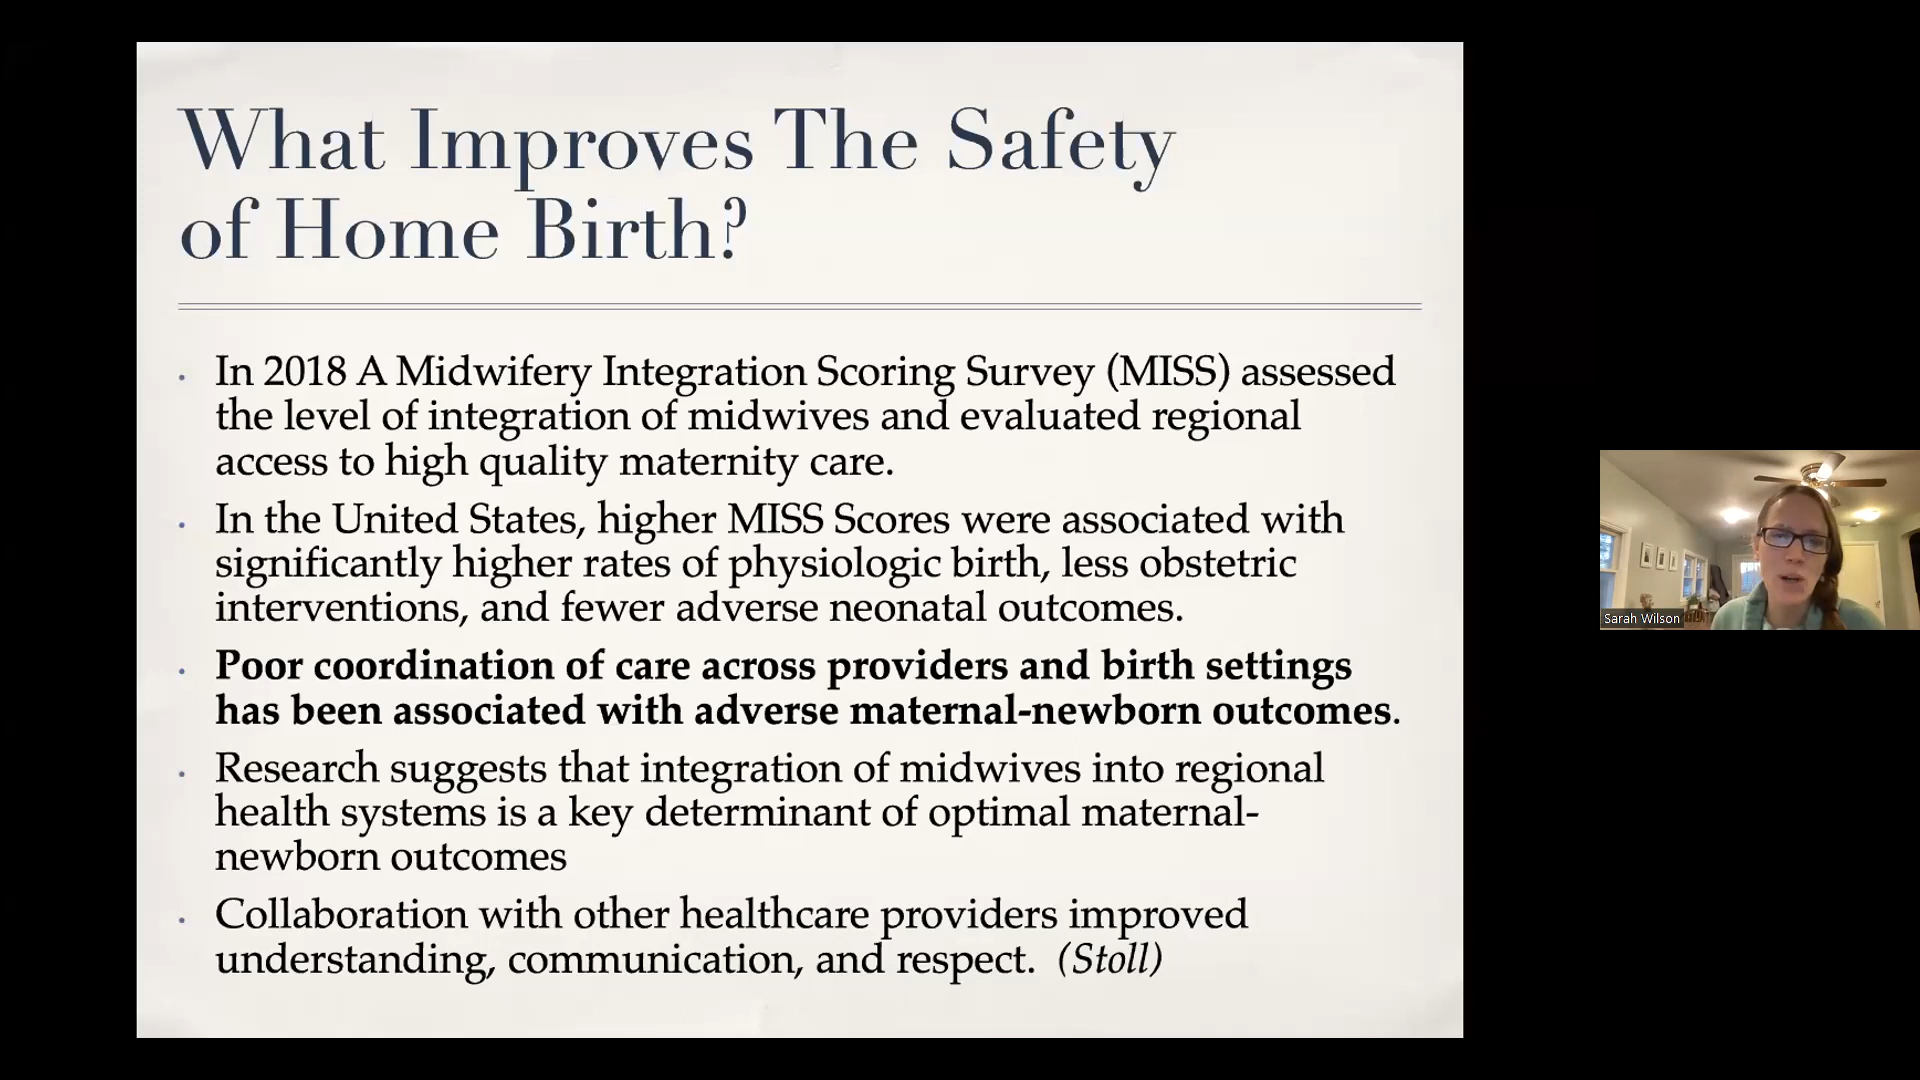 What Improves The Safety
of Home Birth?
• In 2018 A Midwifery Integration Scoring Survey (MISS) assessed
the level of integration of midwives and evaluated regional
access to high quality maternity care.
• In the United States, higher MISS Scores were associated with
significantly higher rates of physiologic birth, less obstetric
interventions, and fewer adverse neonatal outcomes.
• Poor coordination of care across providers and birth settings
has been associated with adverse maternal-newborn outcomes.
• Research suggests that integration of midwives into regional
health systems is a key determinant of optimal maternal-
newborn outcomes
• Collaboration with other healthcare providers improved
understanding, communication, and respect. (Stoll)
Sarah Wilson